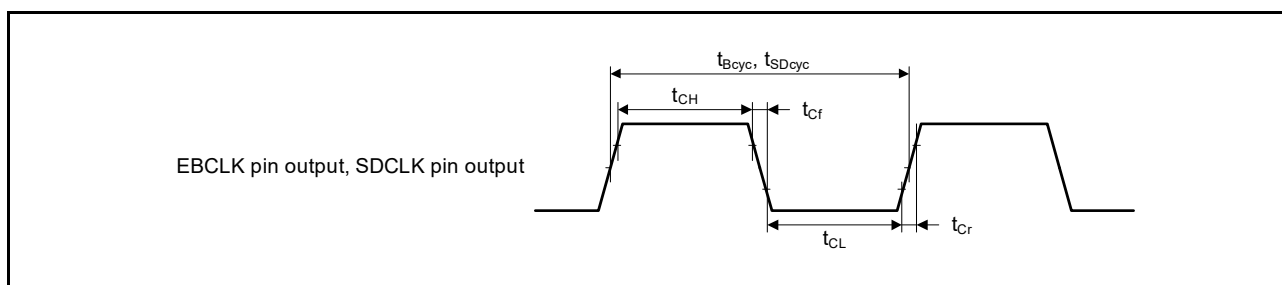 tBcyc, tSDcyc
tCH
tCf
EBCLK pin output, SDCLK pin output
tCL
tCr